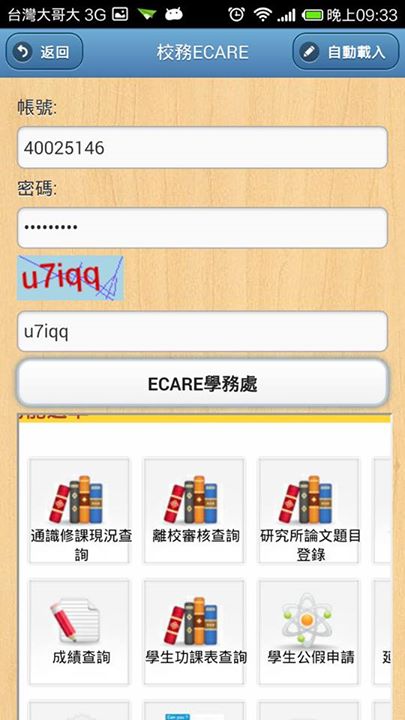 台灣大哥大 3G 晚上09:33
返回 校務ECARE 自動載入
帳號:
40025146
密碼:
•••••••••
u7iqq
u7iqq
ECARE學務處
通識修課現況查詢 離校審核查詢 研究所論文題目登錄
成績查詢 學生功課表查詢 學生公假申請